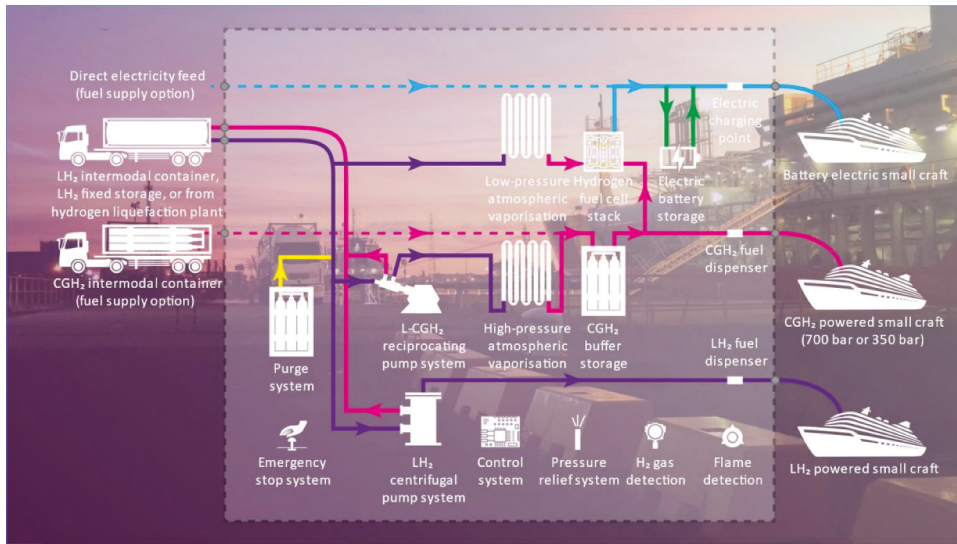 Direct electricity feed
(fuel supply option)
LH₂ intermodal container,
LH₂ fixed storage, or from
hydrogen liquefaction plant
CGH₂ intermodal container
(fuel supply option)
Low-pressure
atmospheric
vaporisation
Hydrogen
fuel cell
stack
Electric
battery
storage
Electric
charging
point
Battery electric small craft
Purge
system
L-CGH₂
reciprocating
pump system
High-pressure
atmospheric
vaporisation
CGH₂
buffer
storage
CGH₂ fuel
dispenser
CGH₂ powered small craft
(700 bar or 350 bar)
LH₂ fuel
dispenser
Emergency
stop system
LH₂
centrifugal
pump system
Control
system
Pressure
relief system
H₂ gas
detection
Flame
detection
LH₂ powered small craft